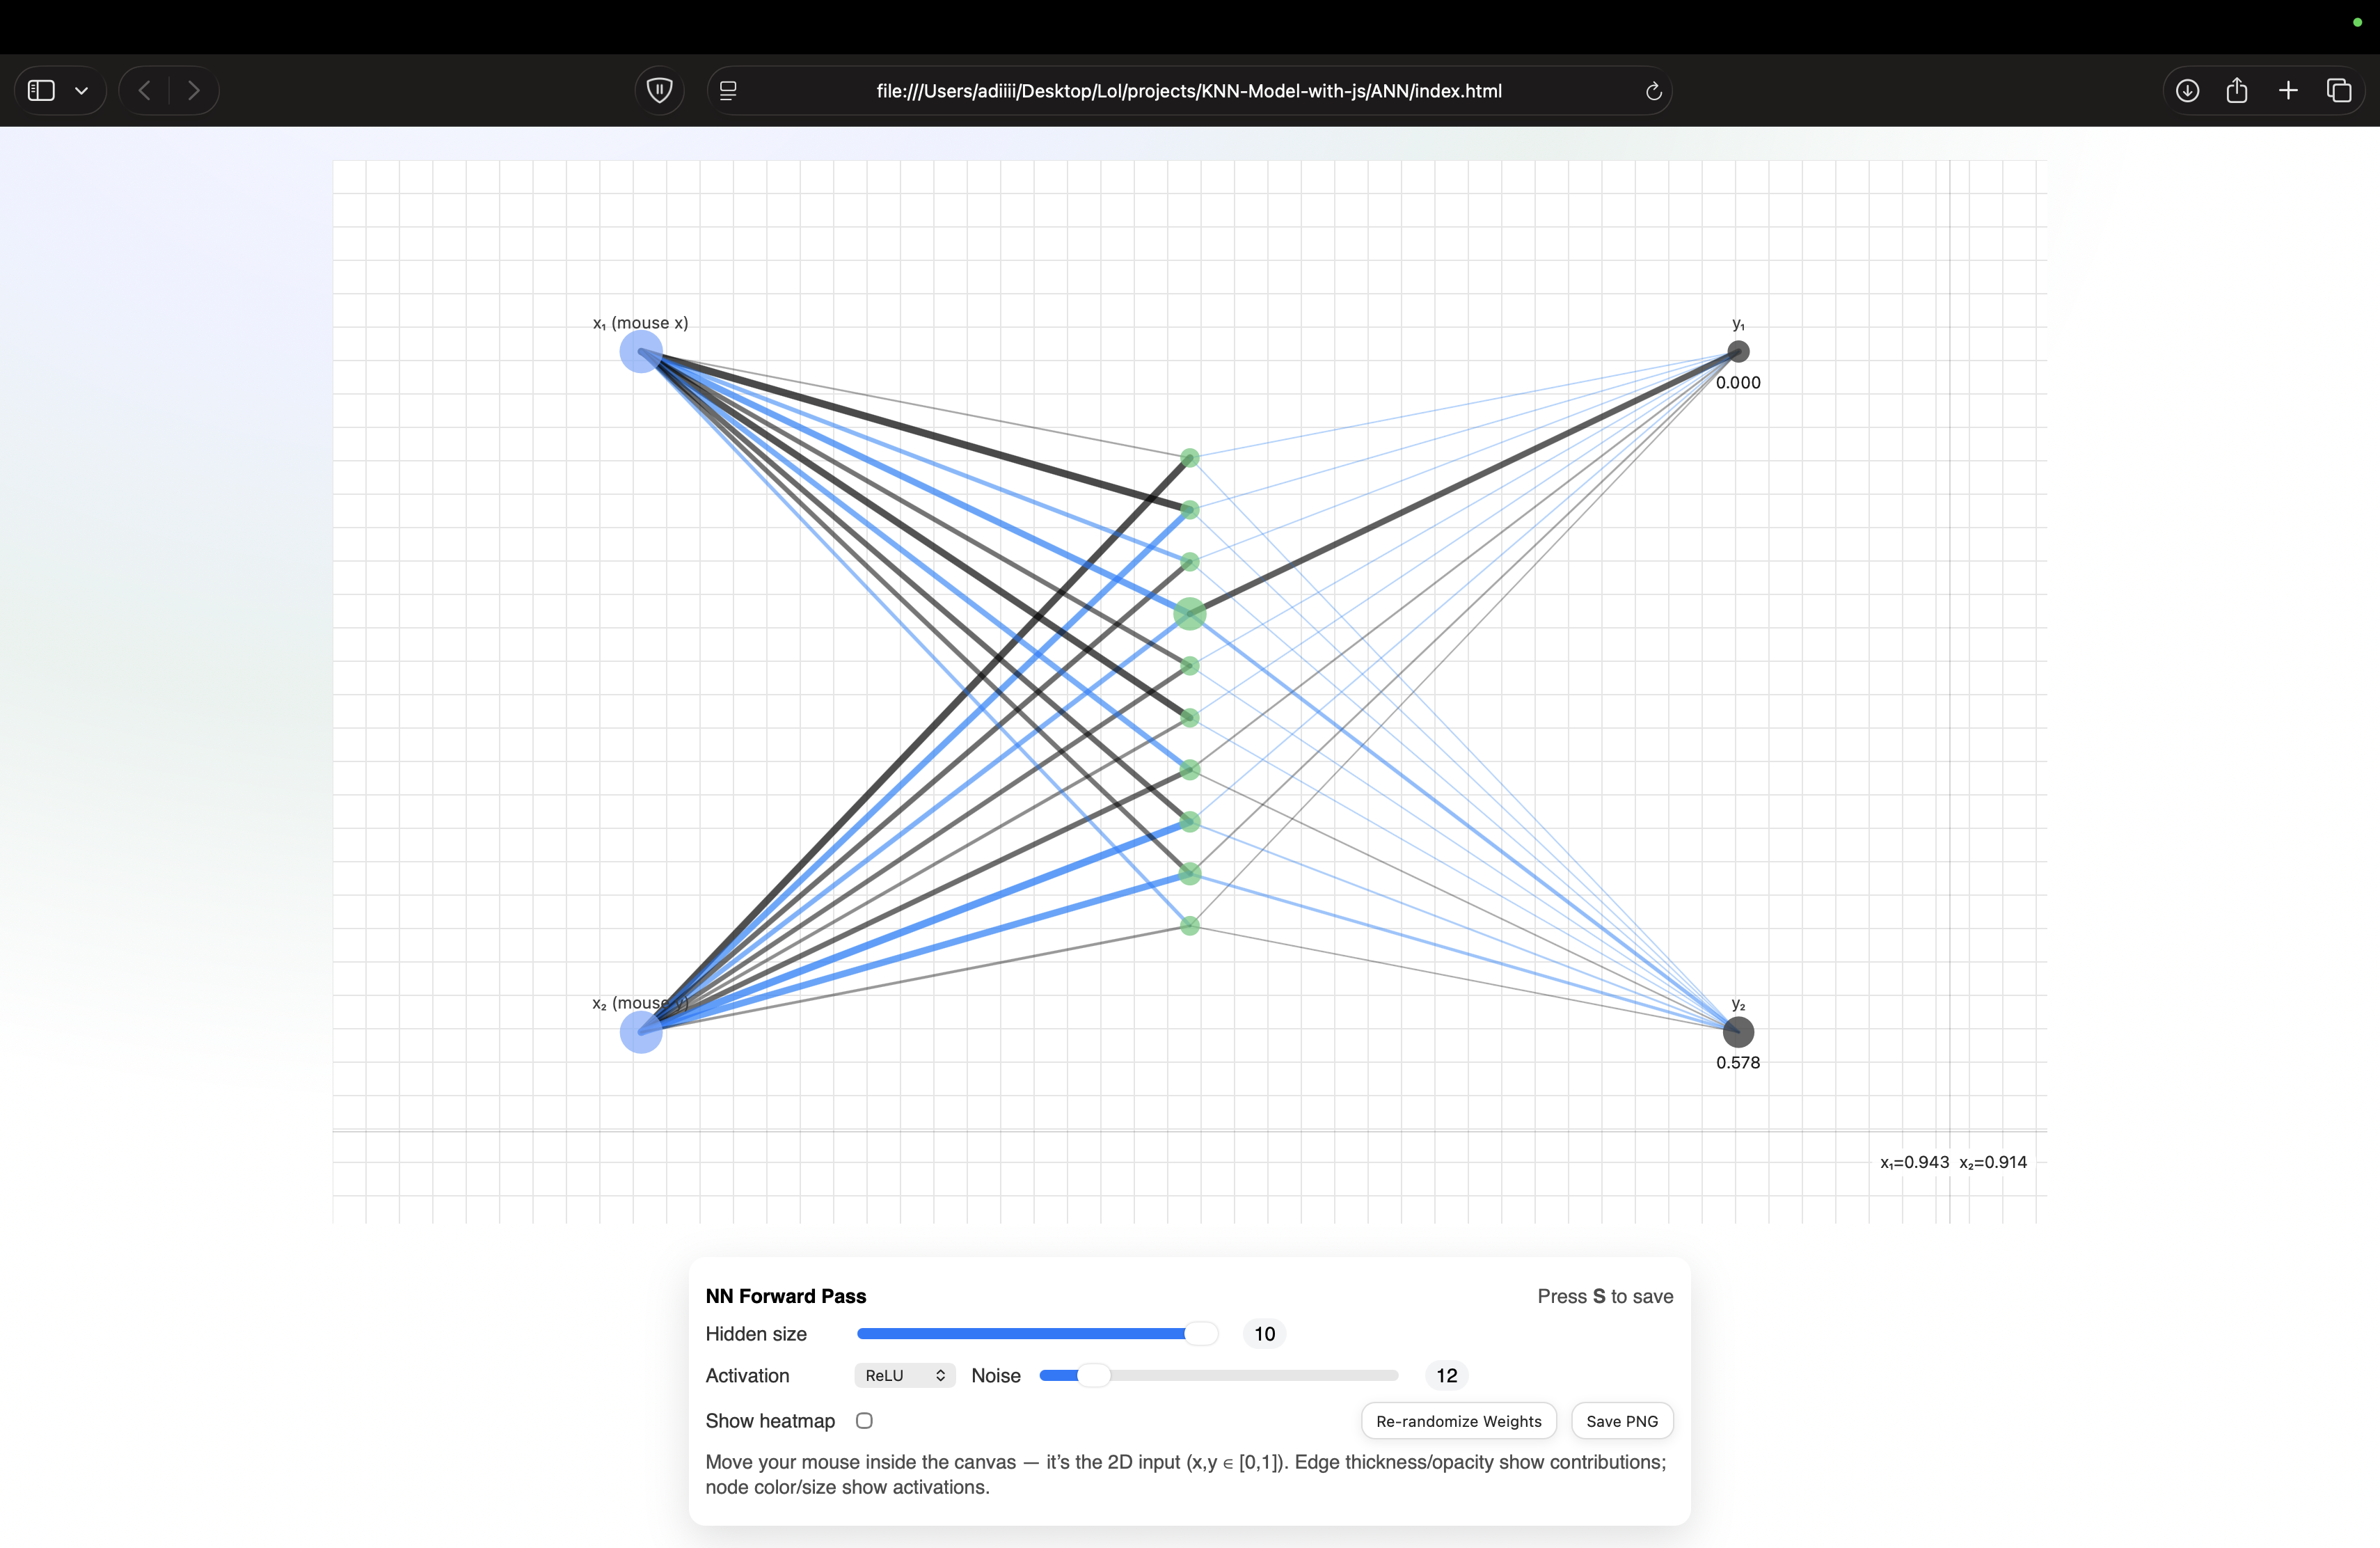 file:///Users/adiiii/Desktop/Lol/projects/KNN-Model-with-js/ANN/index.html
x₁ (mouse x)
y₁
0.000
x₂ (mouse y)
y₂
0.578
x₁=0.943 x₂=0.914
NN Forward Pass
Press S to save
Hidden size
10
Activation
ReLU
Noise
12
Show heatmap
Re-randomize Weights
Save PNG
Move your mouse inside the canvas — it’s the 2D input (x,y ∈ [0,1]). Edge thickness/opacity show contributions;
node color/size show activations.